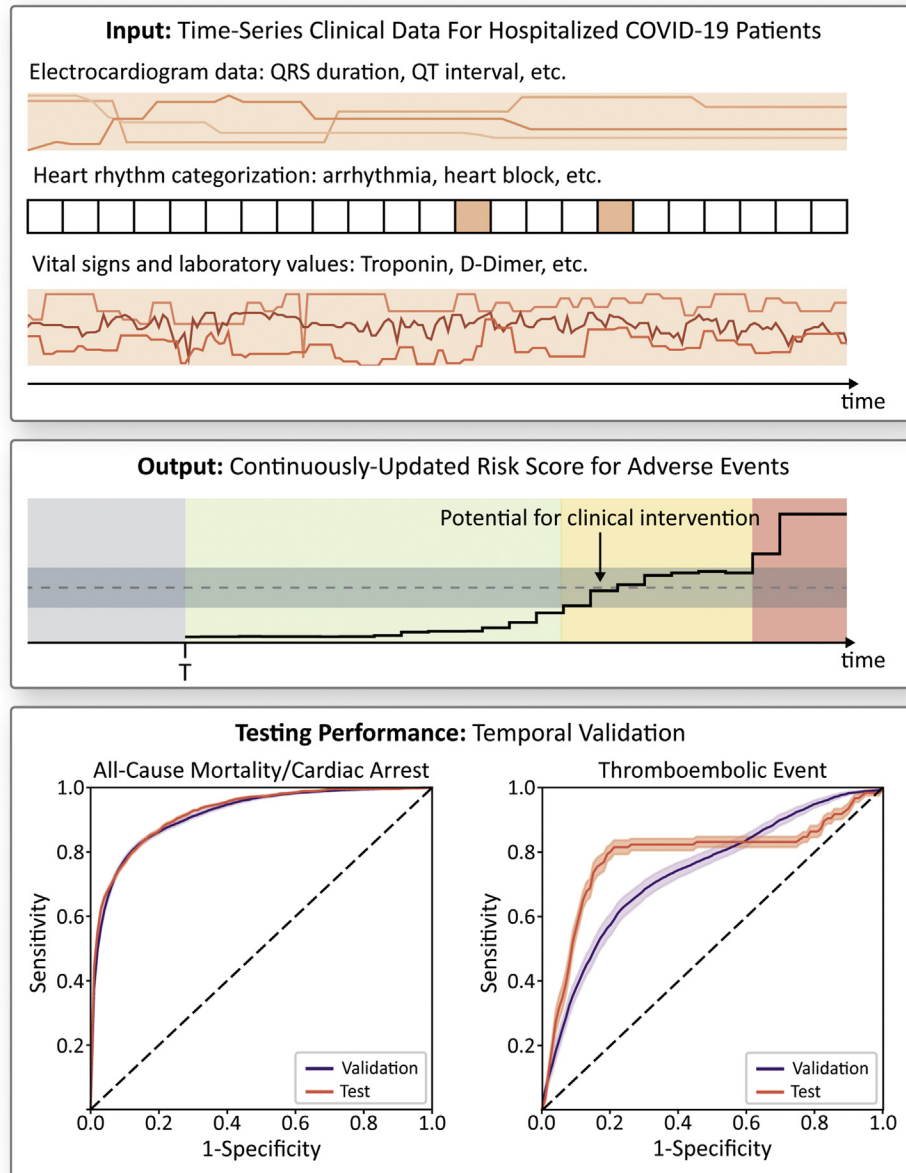 Input: Time-Series Clinical Data For Hospitalized COVID-19 Patients
Electrocardiogram data: QRS duration, QT interval, etc.
Heart rhythm categorization: arrhythmia, heart block, etc.
Vital signs and laboratory values: Troponin, D-Dimer, etc.
time
Output: Continuously-Updated Risk Score for Adverse Events
Potential for clinical intervention
T
time
Testing Performance: Temporal Validation
All-Cause Mortality/Cardiac Arrest
1.0
0.8
0.6
0.4
0.2
Sensitivity
Validation
Test
0.0 0.2 0.4 0.6 0.8 1.0
1-Specificity
Thromboembolic Event
1.0
0.8
0.6
0.4
0.2
Sensitivity
Validation
Test
0.0 0.2 0.4 0.6 0.8 1.0
1-Specificity